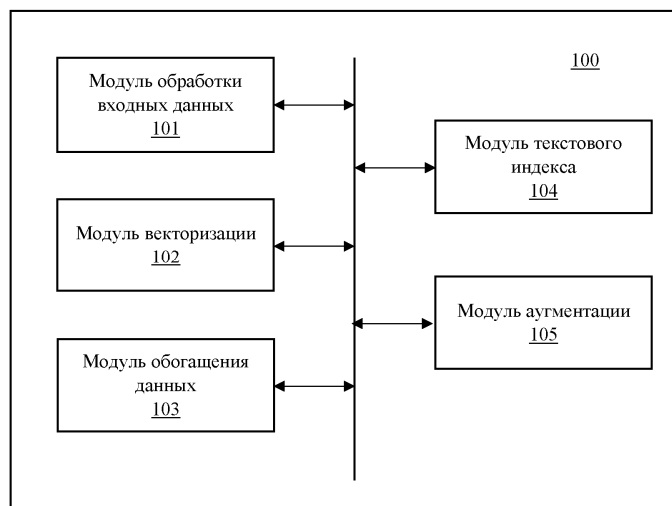 100
Модуль обработки
входных данных
101
Модуль текстового
индекса
104
Модуль векторизации
102
Модуль аугментации
105
Модуль обогащения
данных
103